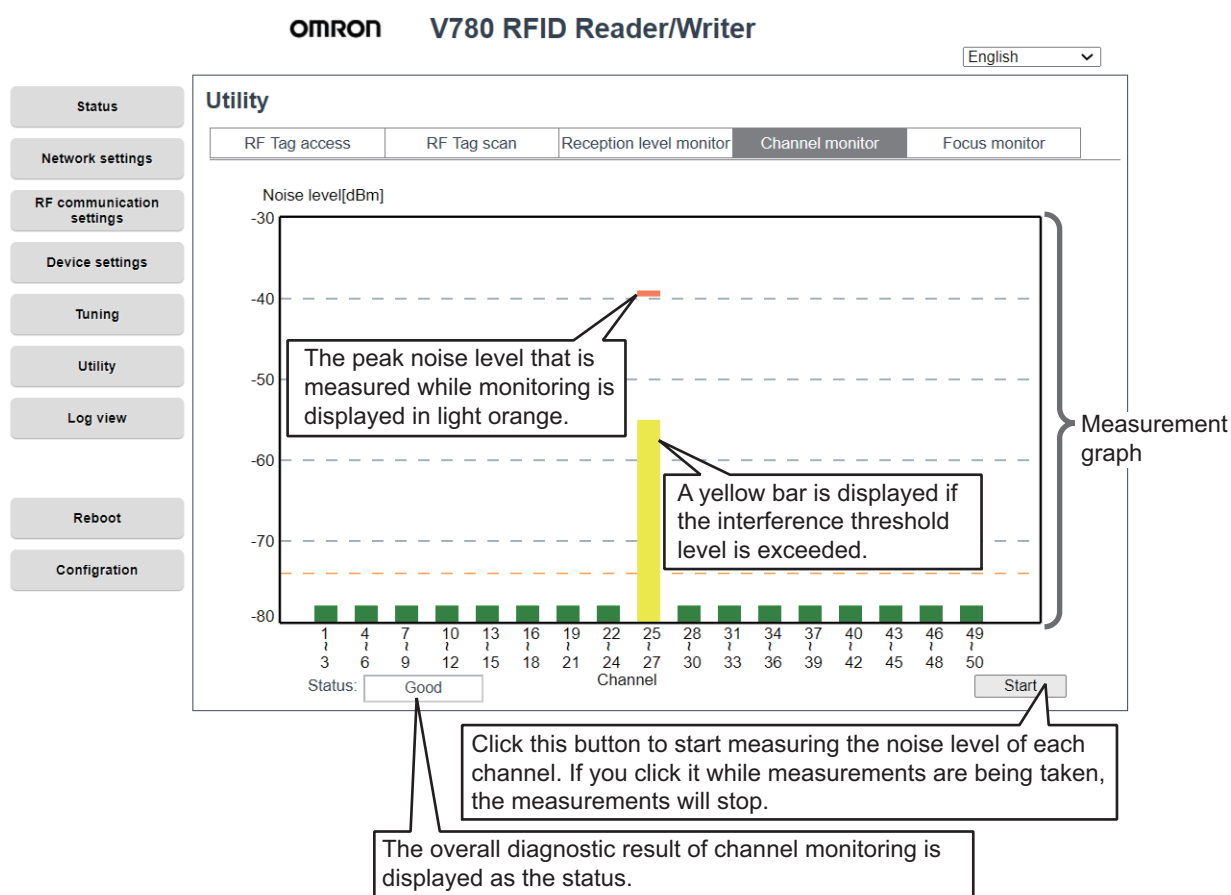 OMRON V780 RFID Reader/Writer
English
Status
Network settings
RF communication
settings
Device settings
Tuning
Utility
Log view
Reboot
Configration
Utility
RF Tag access RF Tag scan Reception level monitor Channel monitor Focus monitor
Noise level[dBm]
-30
-40
-50
-60
-70
-80
The peak noise level that is
measured while monitoring is
displayed in light orange.
A yellow bar is displayed if
the interference threshold
level is exceeded.
Measurement
graph
1 4 7 10 13 16 19 22 25 28 31 34 37 40 43 46 49
~ ~ ~ ~ ~ ~ ~ ~ ~ ~ ~ ~ ~ ~ ~ ~ ~
3 6 9 12 15 18 21 24 27 30 33 36 39 42 45 48 50
Channel
Status: Good
Start
Click this button to start measuring the noise level of each
channel. If you click it while measurements are being taken,
the measurements will stop.
The overall diagnostic result of channel monitoring is
displayed as the status.